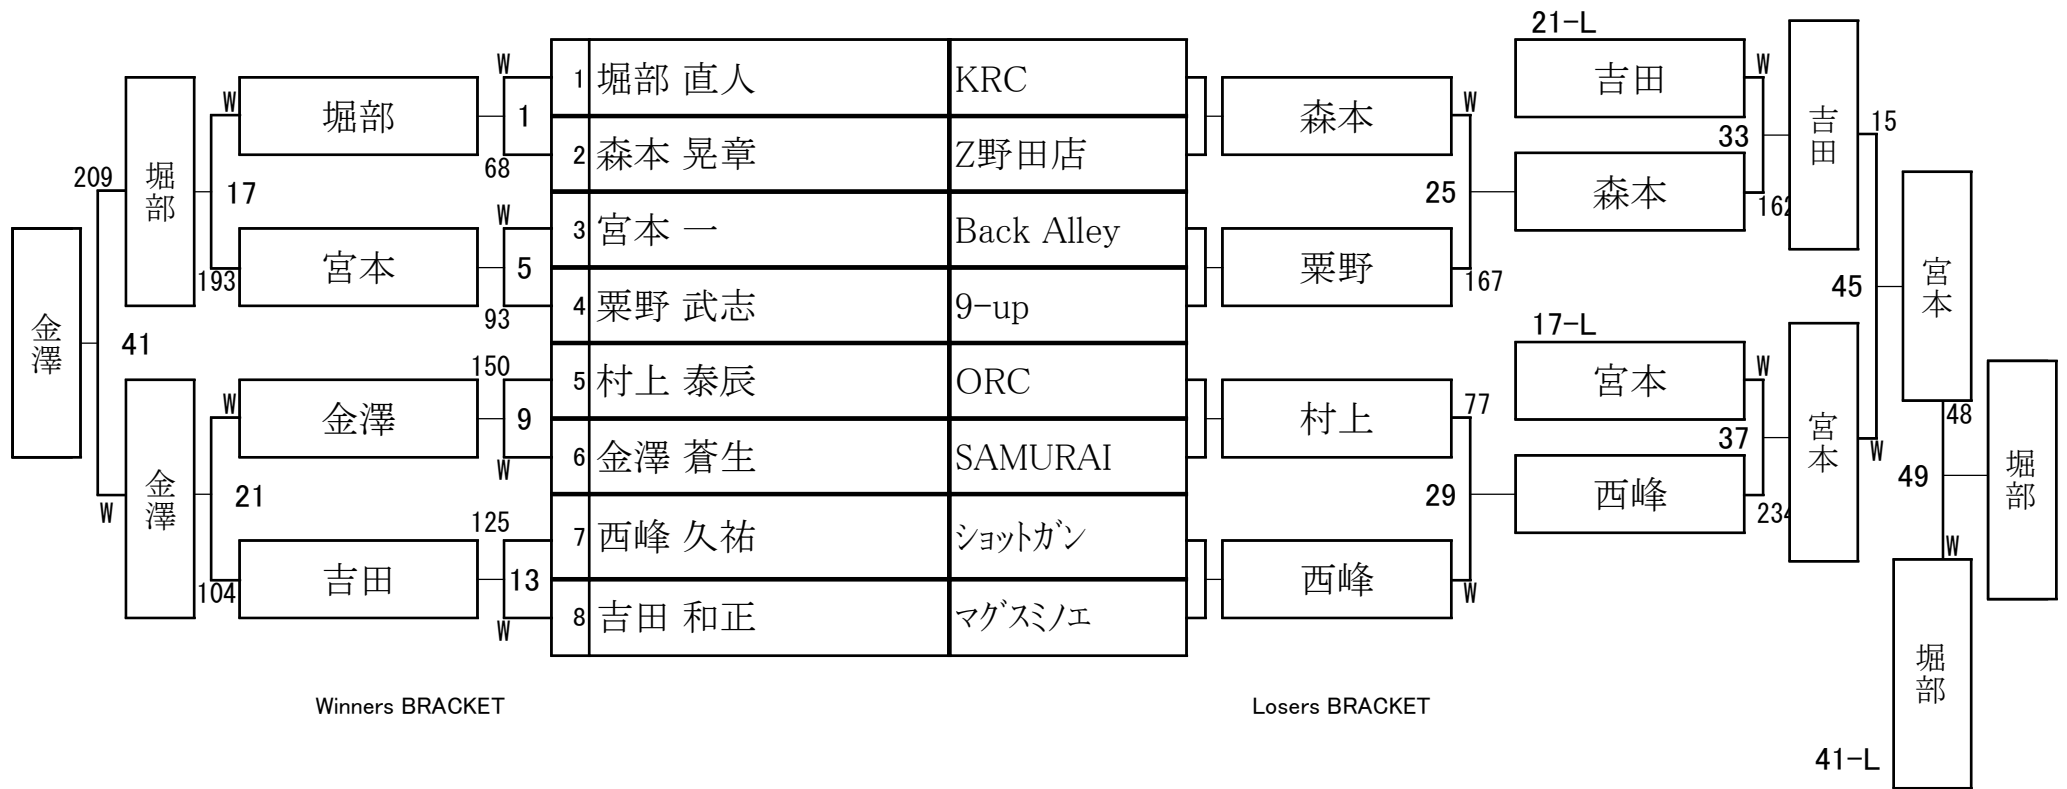 21-L
W
1 堀部 直人 KRC
吉田
W
堀部
W
1
森本
W
吉田
15
68
2 森本 晃章 Z野田店
33
209
堀部
17
25
森本
162
W
3 宮本 一 Back Alley
193
宮本
5
粟野
167
宮本
93
4 粟野 武志 9-up
45
金澤
41
17-L
150
5 村上 泰辰 ORC
宮本
W
W
金澤
9
村上
77
48
W
6 金澤 蒼生 SAMURAI
37
宮本
W
金澤
W
21
29
西峰
234
49
堀部
125
7 西峰 久祐 ショットガン
W
104
吉田
13
西峰
W
W
8 吉田 和正 マグスミノエ
堀部
Winners BRACKET
Losers BRACKET
41-L